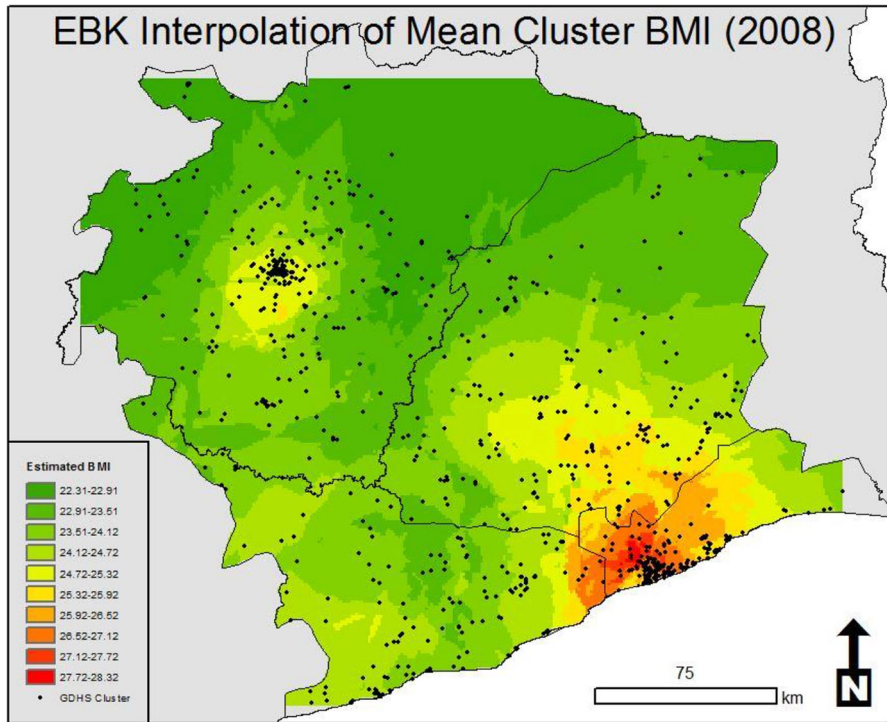 EBK Interpolation of Mean Cluster BMI (2008)
Estimated BMI
22.31-22.91
22.91-23.51
23.51-24.12
24.12-24.72
24.72-25.32
25.32-25.92
25.92-26.52
26.52-27.12
27.12-27.72
27.72-28.32
GDHS Cluster
75
km
N